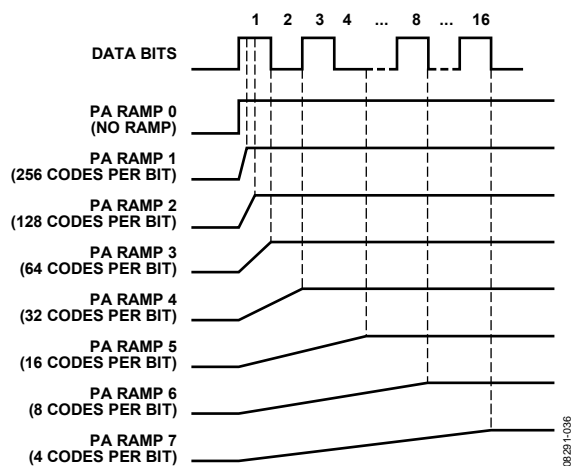 1 2 3 4 ... 8 ... 16
DATA BITS
PA RAMP 0
(NO RAMP)
PA RAMP 1
(256 CODES PER BIT)
PA RAMP 2
(128 CODES PER BIT)
PA RAMP 3
(64 CODES PER BIT)
PA RAMP 4
(32 CODES PER BIT)
PA RAMP 5
(16 CODES PER BIT)
PA RAMP 6
(8 CODES PER BIT)
PA RAMP 7
(4 CODES PER BIT)
08291-036